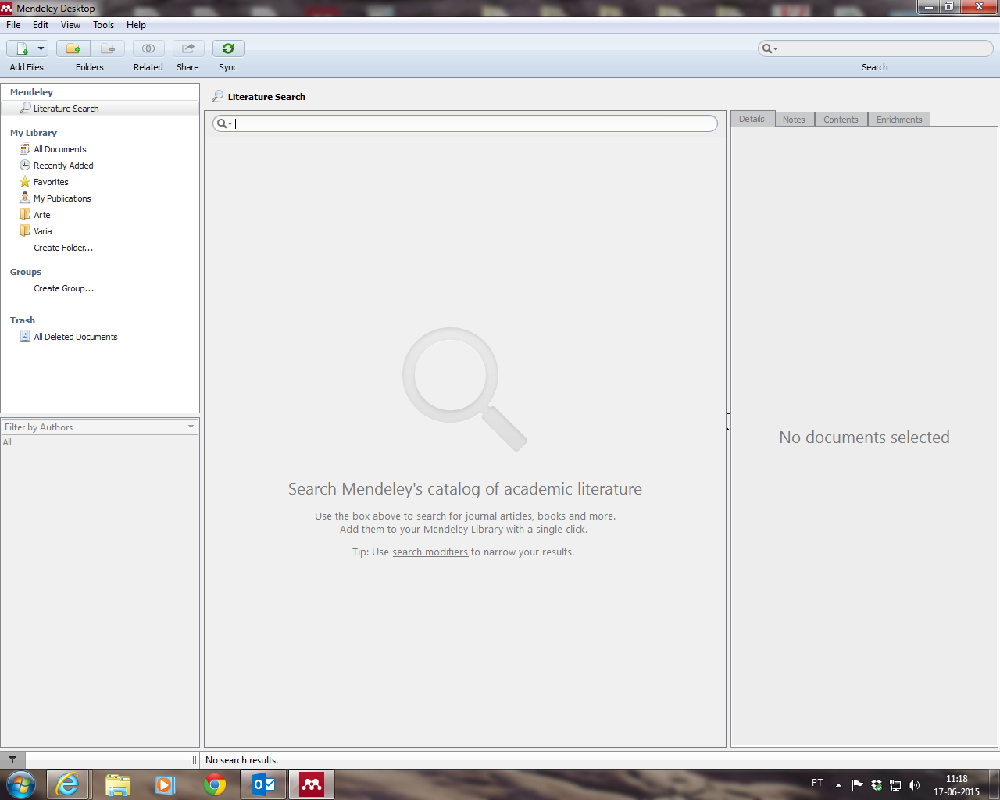 Mendeley Desktop
File Edit View Tools Help
Add Files Folders Related Share Sync Search
Mendeley
Literature Search
My Library
All Documents
Recently Added
Favorites
My Publications
Arte
Varia
Create Folder...
Groups
Create Group...
Trash
All Deleted Documents
Filter by Authors
All
Literature Search
Search Mendeley's catalog of academic literature
Use the box above to search for journal articles, books and more.
Add them to your Mendeley Library with a single click.
Tip: Use search modifiers to narrow your results.
Details Notes Contents Enrichments
No documents selected
No search results.
PT
11:18
17-06-2015